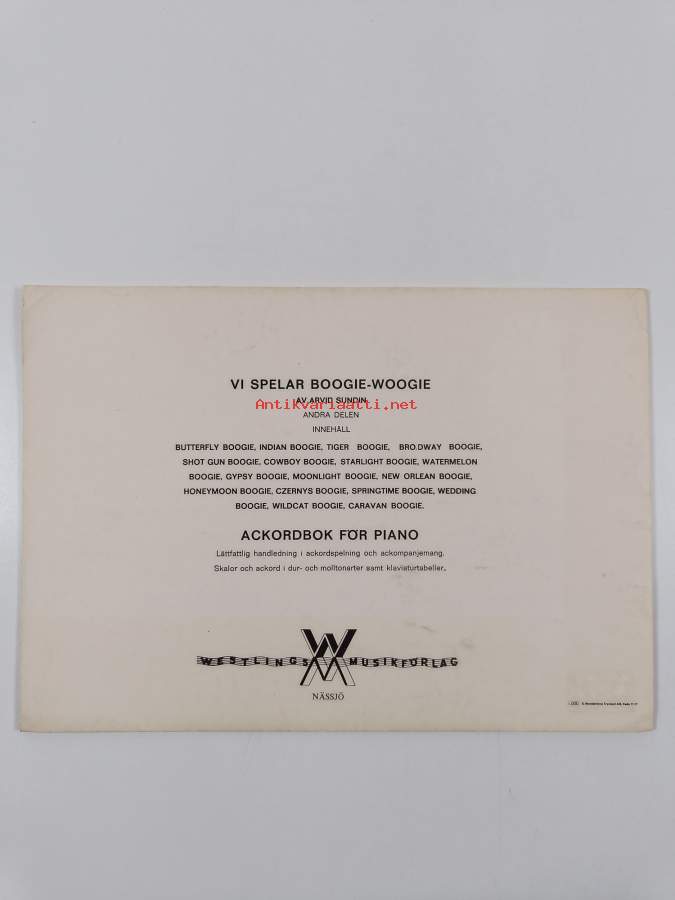 VI SPELAR BOOGIE-WOOGIE
AV ARVID SUNDIN
Antikvariaatti.net
ANDRA DELEN
INNEHÅLL
BUTTERFLY BOOGIE, INDIAN BOOGIE, TIGER BOOGIE, BRO.DWAY BOOGIE,
SHOT GUN BOOGIE, COWBOY BOOGIE, STARLIGHT BOOGIE, WATERMELON
BOOGIE, GYPSY BOOGIE, MOONLIGHT BOOGIE, NEW ORLEAN BOOGIE,
HONEYMOON BOOGIE, CZERNYS BOOGIE, SPRINGTIME BOOGIE, WEDDING
BOOGIE, WILDCAT BOOGIE, CARAVAN BOOGIE.
ACKORDBOK FÖR PIANO
Lättfattlig handledning i ackordspelning och ackompanjemang.
Skalor och ackord i dur- och molltonarter samt klaviaturtabeller.
WESTLINGS MUSIKFÖRLAG
NÄSSJÖ